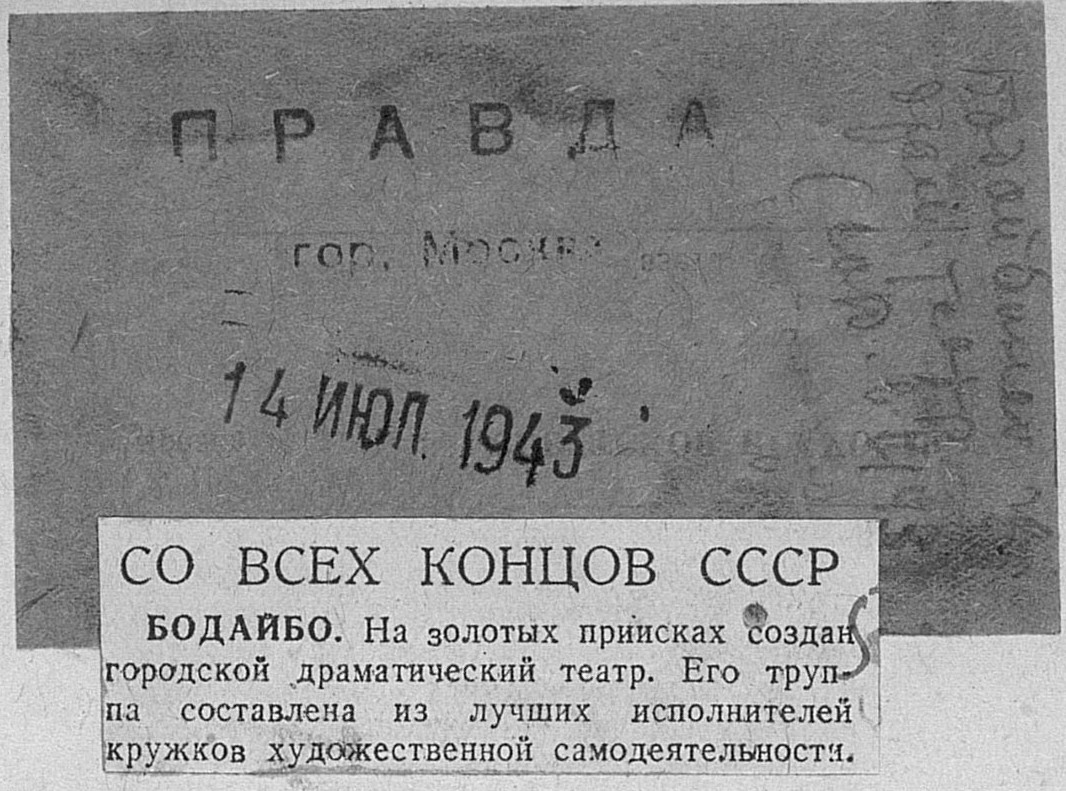 ПРАВДА
гор. Москва
14 ИЮЛ. 1943
СО ВСЕХ КОНЦОВ СССР
БОДАЙБО. На золотых приисках создан
городской драматический театр. Его труп-
па составлена из лучших исполнителей
кружков художественной самодеятельности.